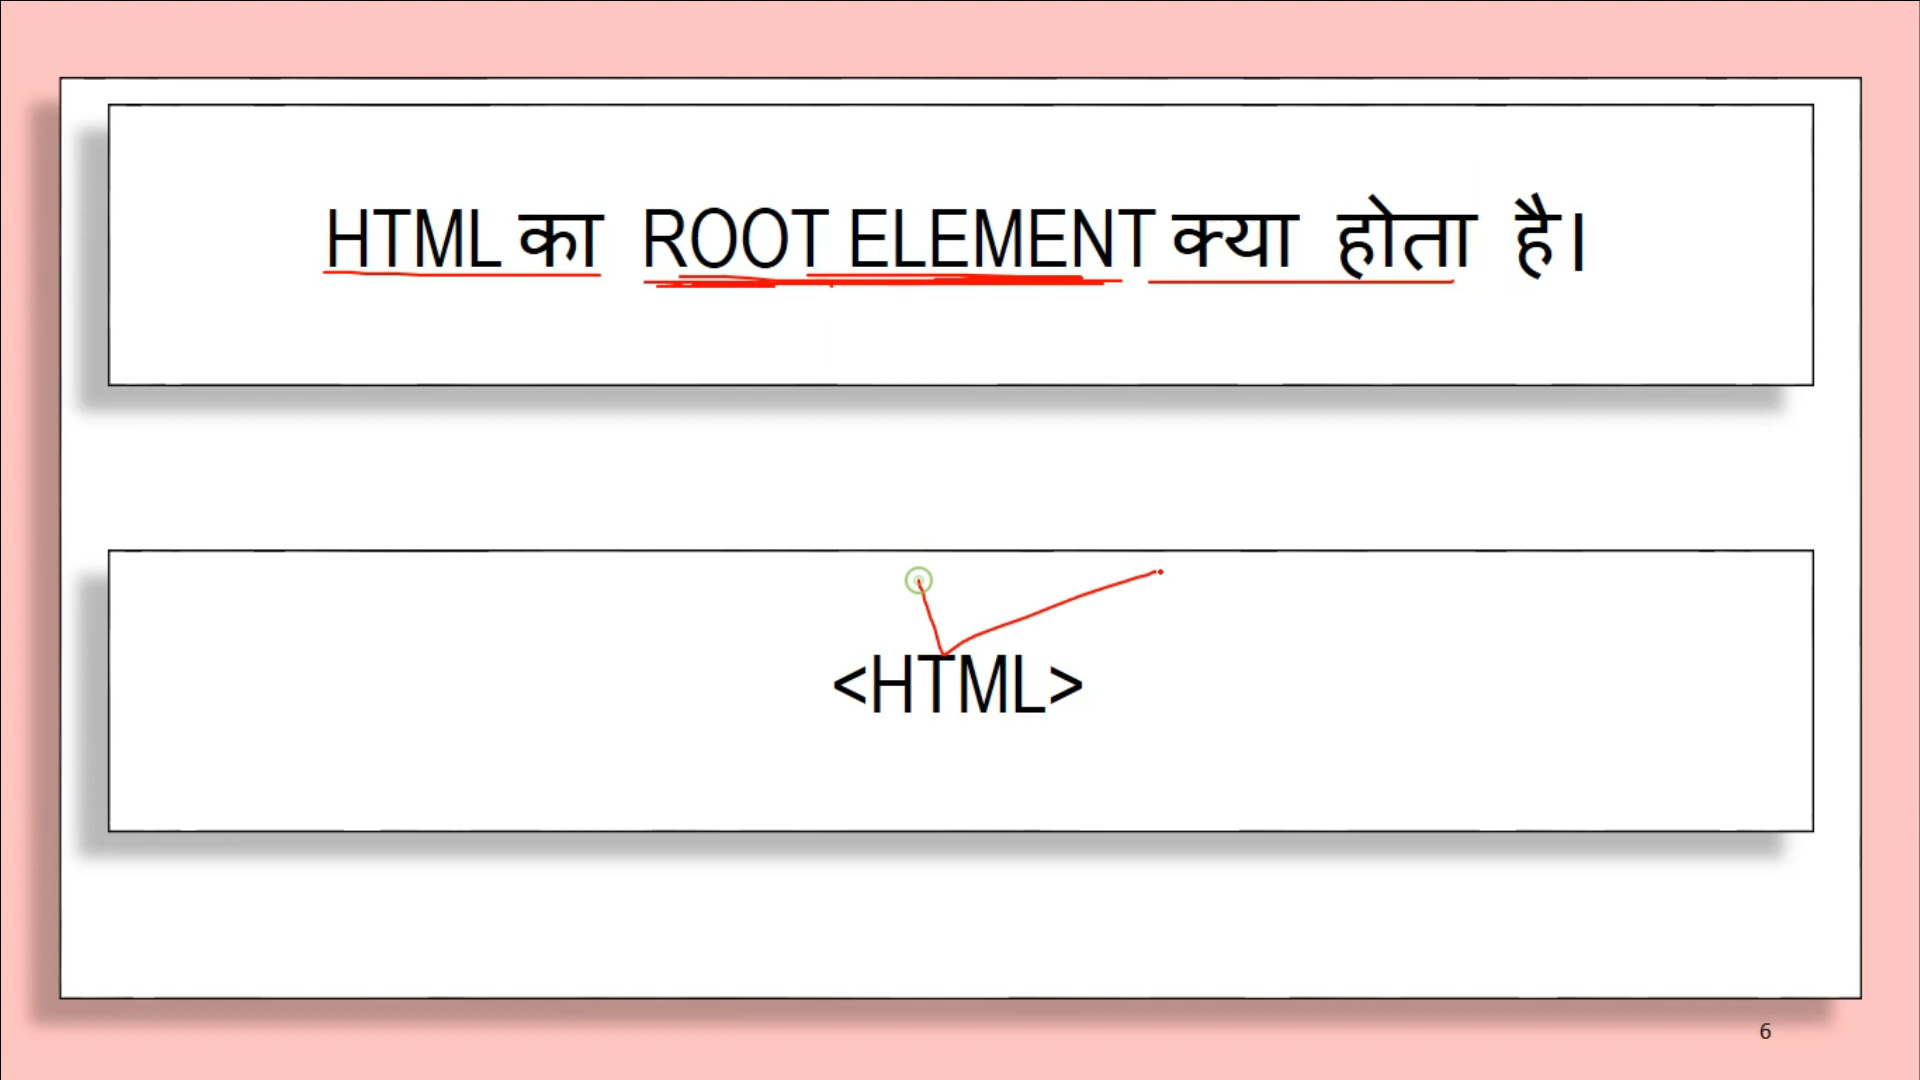 HTML का ROOT ELEMENT क्या होता है।
<HTML>
6